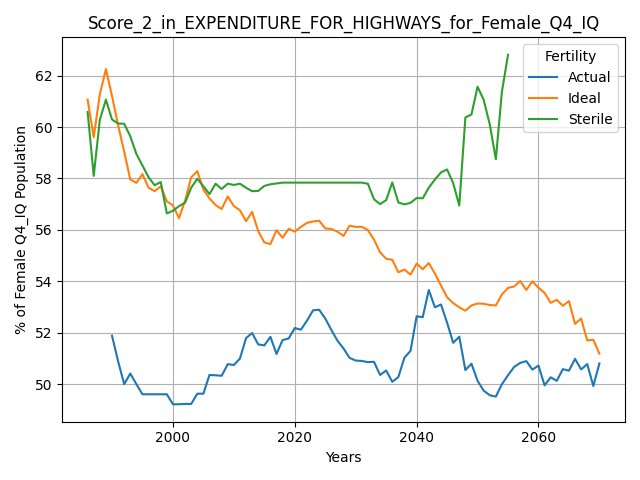 Score_2_in_EXPENDITURE_FOR_HIGHWAYS_for_Female_Q4_IQ
Fertility
Actual
Ideal
Sterile
% of Female Q4_IQ Population
62
60
58
56
54
52
50
2000
2020
2040
2060
Years